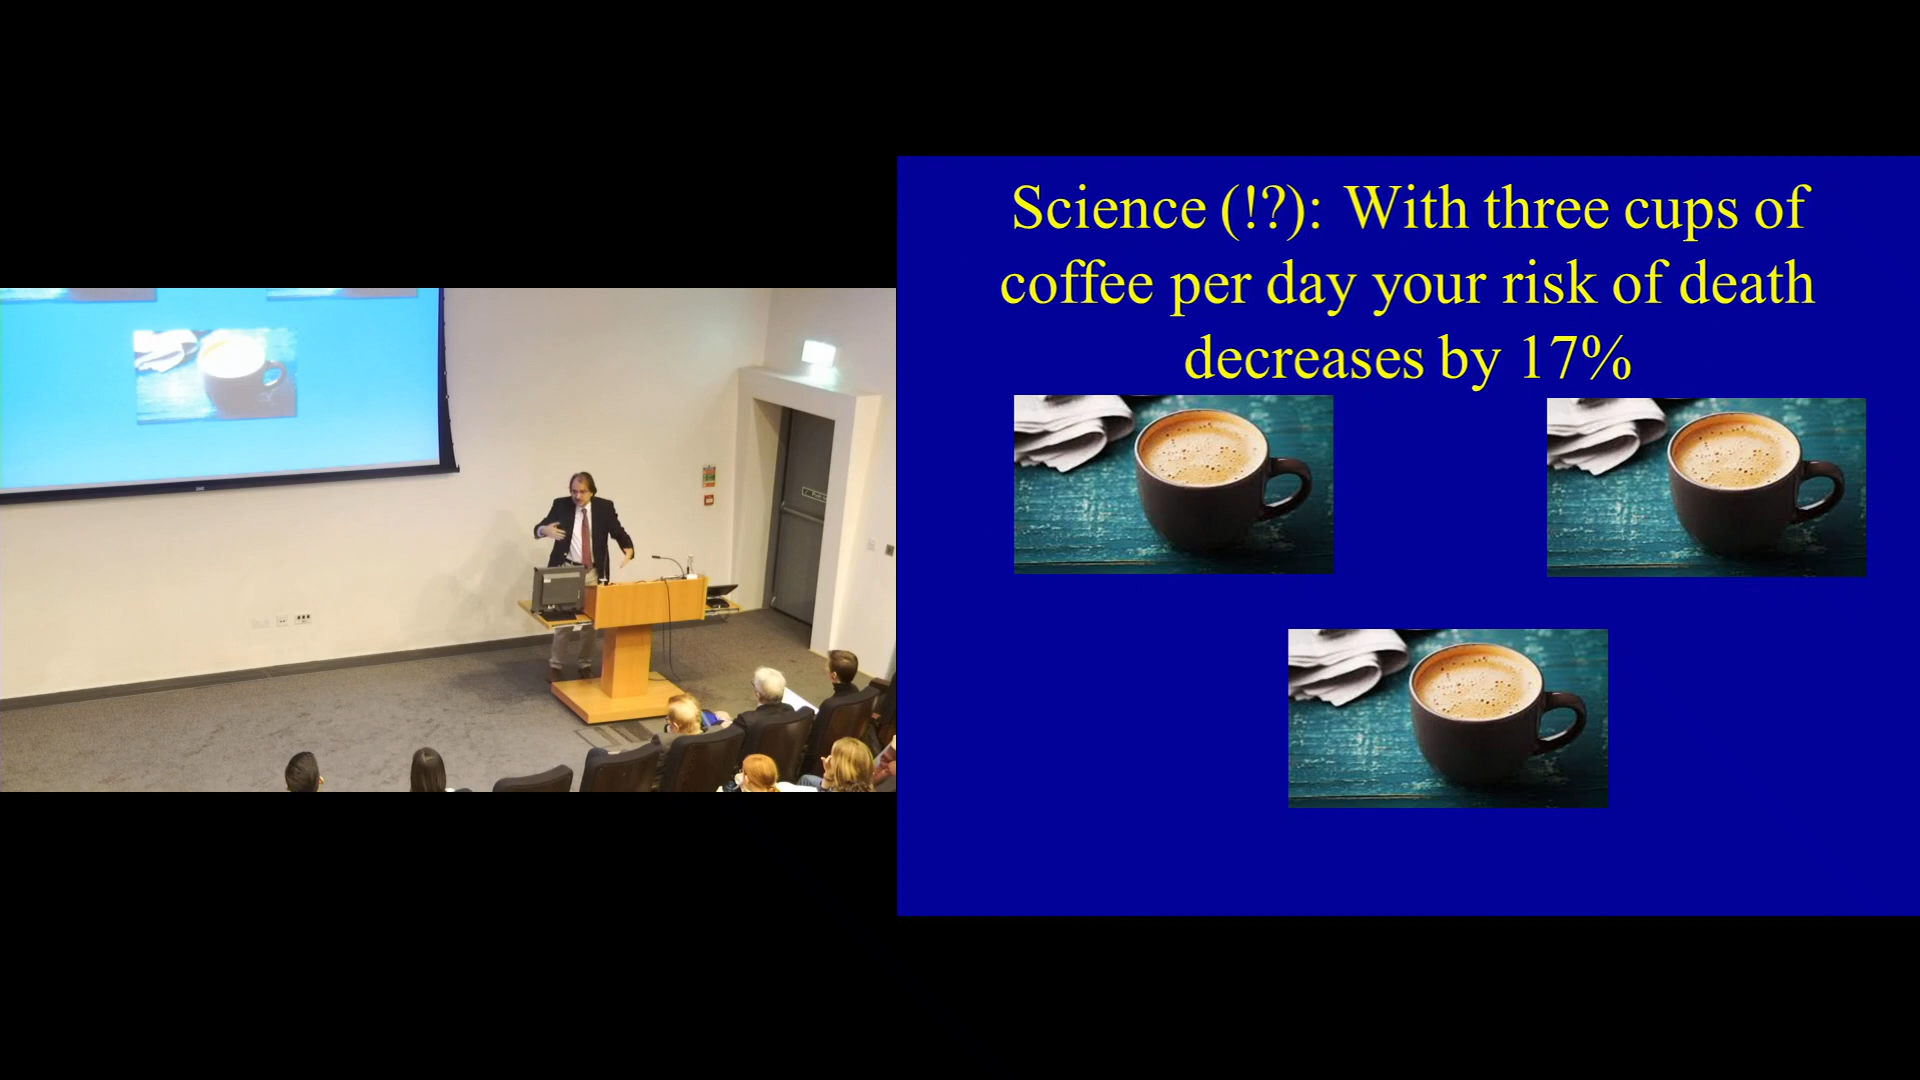 Science (!?): With three cups of
coffee per day your risk of death
decreases by 17%